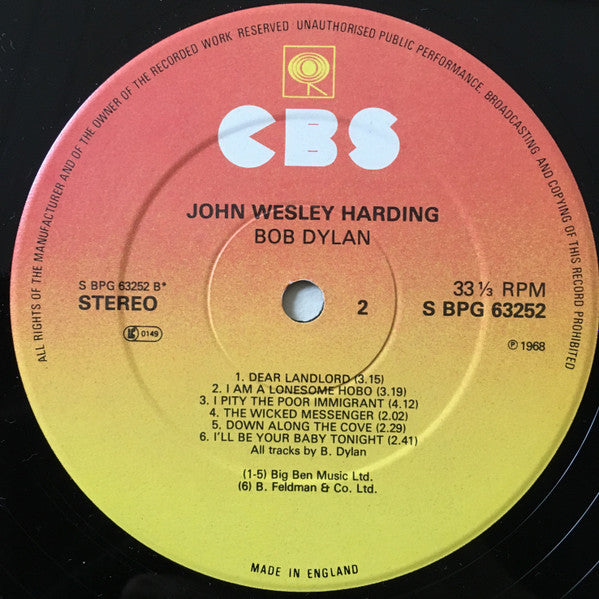 ALL RIGHTS OF THE MANUFACTURER AND OF THE OWNER OF THE RECORDED WORK RESERVED UNAUTHORISED PUBLIC PERFORMANCE, BROADCASTING AND COPYING OF THIS RECORD PROHIBITED
CBS
JOHN WESLEY HARDING
BOB DYLAN
S BPG 63252 B*
STEREO
0149
2
33 ⅓ RPM
S BPG 63252
℗ 1968
1. DEAR LANDLORD (3.15)
2. I AM A LONESOME HOBO (3.19)
3. I PITY THE POOR IMMIGRANT (4.12)
4. THE WICKED MESSENGER (2.02)
5. DOWN ALONG THE COVE (2.29)
6. I'LL BE YOUR BABY TONIGHT (2.41)
All tracks by B. Dylan
(1-5) Big Ben Music Ltd.
(6) B. Feldman & Co. Ltd.
MADE IN ENGLAND